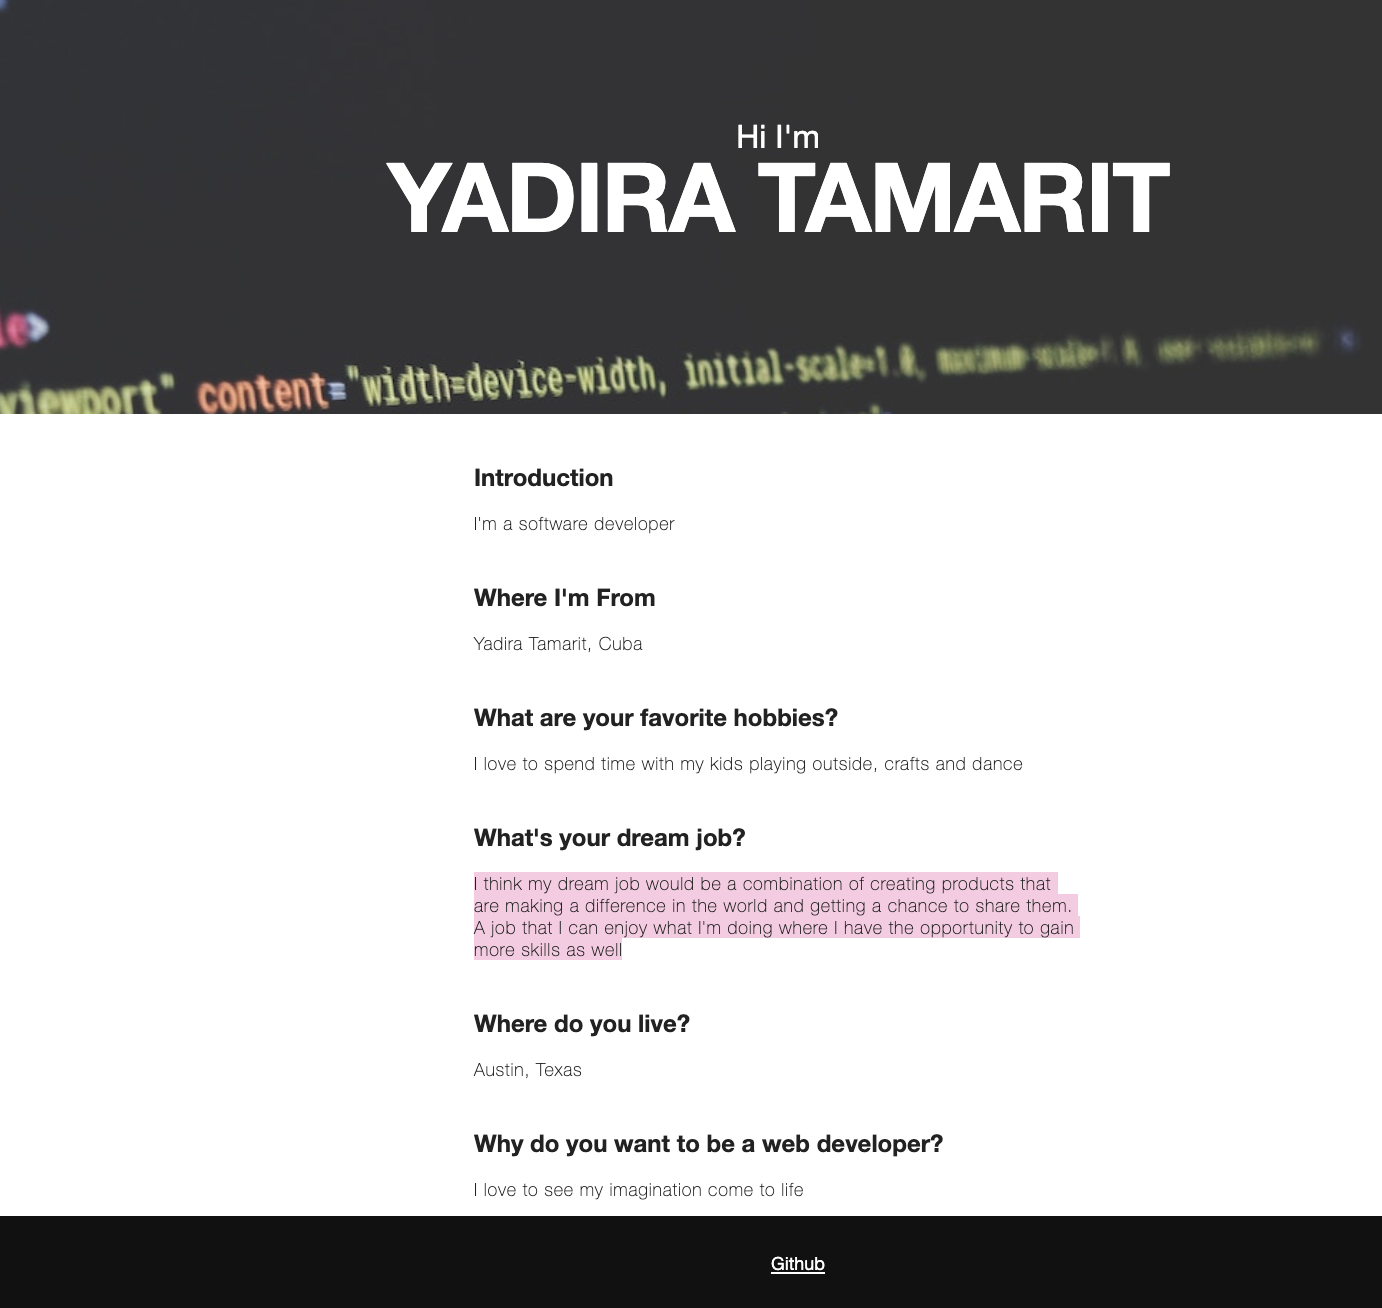 Hi I'm
YADIRA TAMARIT
>
viewport" content="width=device-width, initial-scale=1.0, maximum-scale=1.0,
Introduction
I'm a software developer
Where I'm From
Yadira Tamarit, Cuba
What are your favorite hobbies?
I love to spend time with my kids playing outside, crafts and dance
What's your dream job?
I think my dream job would be a combination of creating products that
are making a difference in the world and getting a chance to share them.
A job that I can enjoy what I'm doing where I have the opportunity to gain
more skills as well
Where do you live?
Austin, Texas
Why do you want to be a web developer?
I love to see my imagination come to life
Github